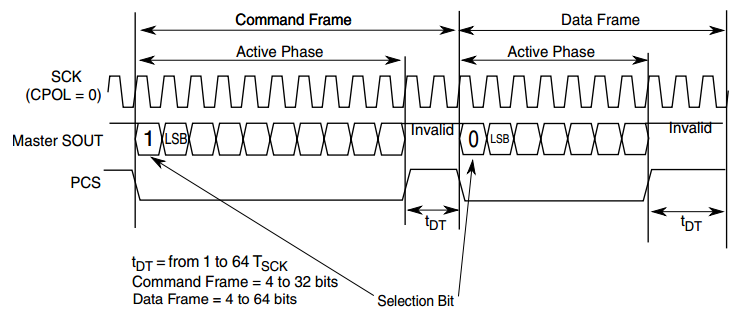 Command Frame
Data Frame
Active Phase
Active Phase
SCK
(CPOL = 0)
Master SOUT
1
LSB
Invalid
0
LSB
Invalid
PCS
tDT
tDT
tDT = from 1 to 64 TSCK
Command Frame = 4 to 32 bits
Data Frame = 4 to 64 bits
Selection Bit